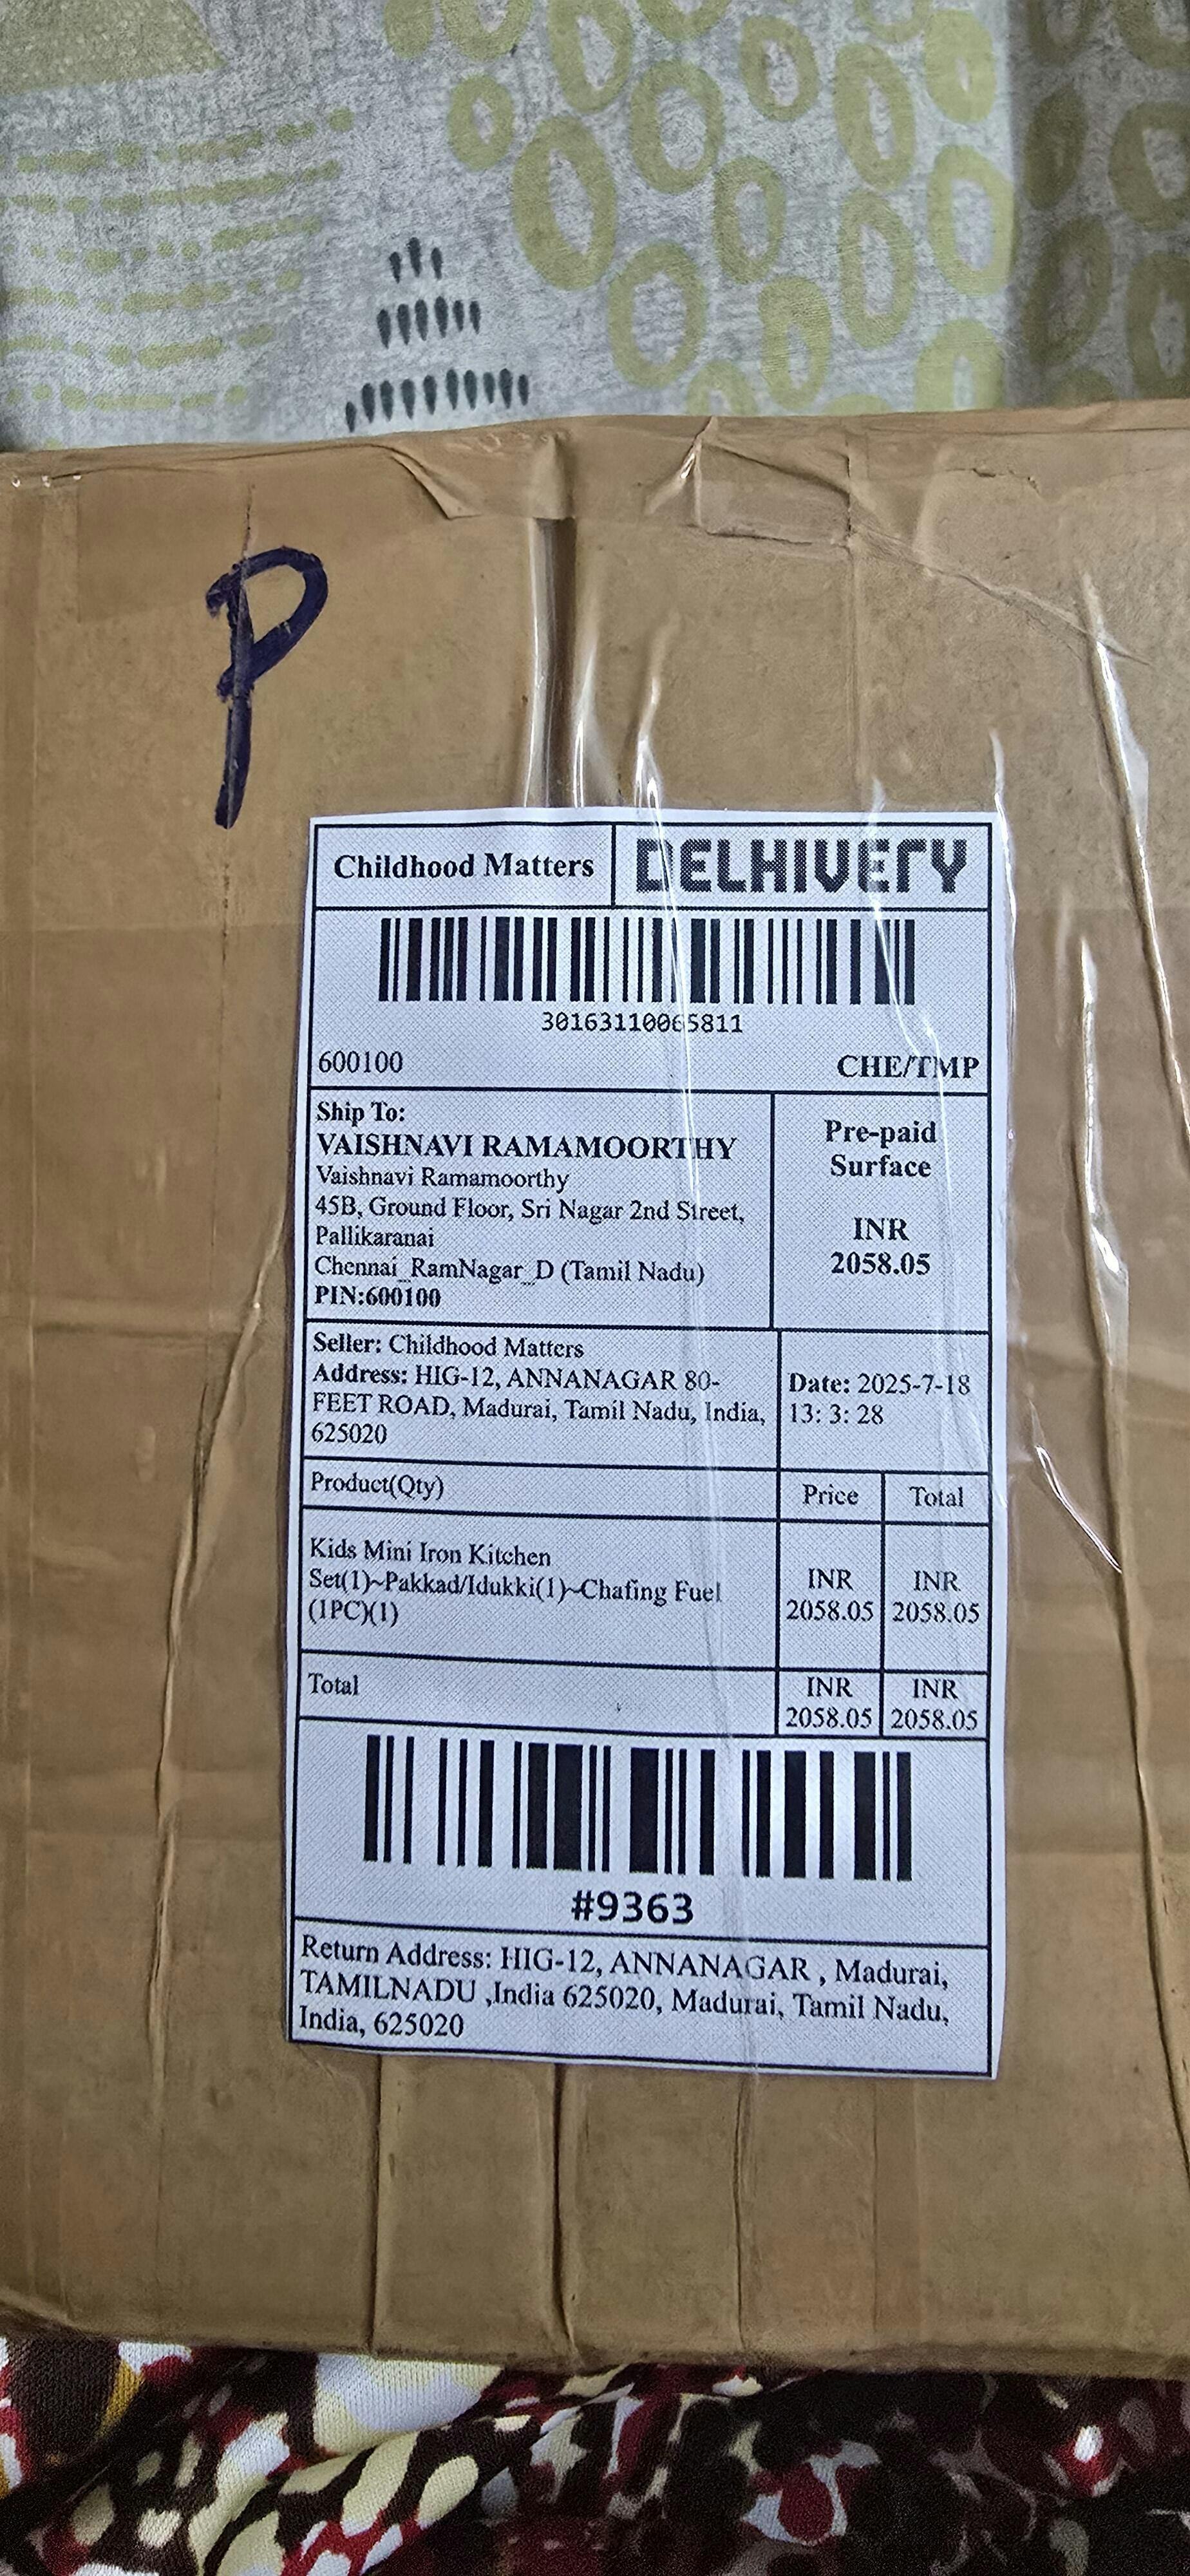 P
Childhood Matters
DELHIVERY
30163110065811
600100
CHE/TMP
Ship To:
VAISHNAVI RAMAMOORTHY
Vaishnavi Ramamoorthy
45B, Ground Floor, Sri Nagar 2nd Street,
Pallikaranai
Chennai_RamNagar_D (Tamil Nadu)
PIN:600100
Pre-paid
Surface
INR
2058.05
Seller: Childhood Matters
Address: HIG-12, ANNANAGAR 80-
FEET ROAD, Madurai, Tamil Nadu, India,
625020
Date: 2025-7-18
13: 3: 28
Product(Qty)
Price
Total
Kids Mini Iron Kitchen
Set(1)~Pakkad/Idukki(1)~Chafing Fuel
(1PC)(1)
INR
2058.05
INR
2058.05
Total
INR
2058.05
INR
2058.05
#9363
Return Address: HIG-12, ANNANAGAR , Madurai,
TAMILNADU ,India 625020, Madurai, Tamil Nadu,
India, 625020